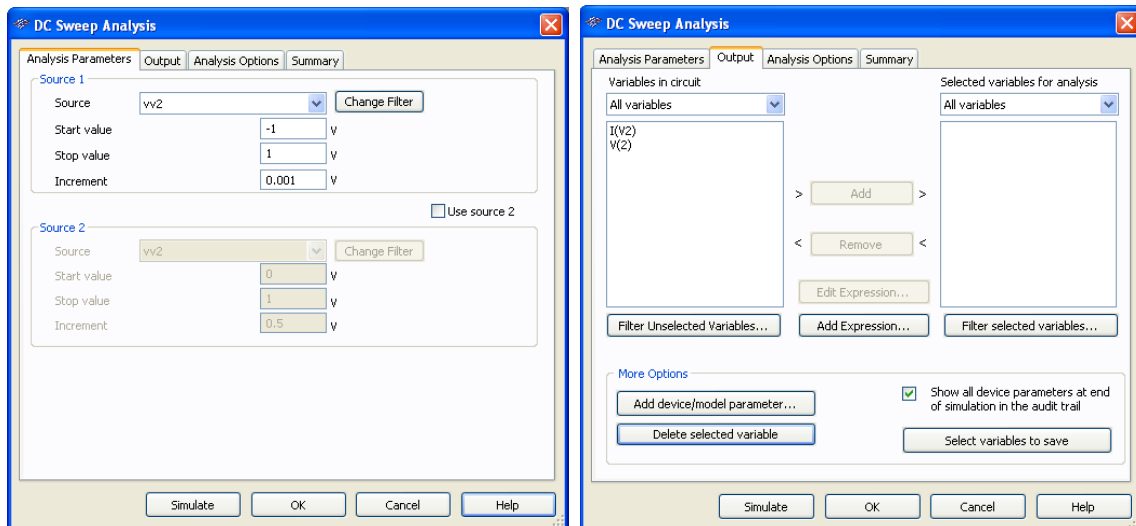 DC Sweep Analysis
Analysis Parameters Output Analysis Options Summary
Source 1
Source vv2 Change Filter
Start value -1 V
Stop value 1 V
Increment 0.001 V
Use source 2
Source 2
Source vv2 Change Filter
Start value 0 V
Stop value 1 V
Increment 0.5 V
Simulate OK Cancel Help
DC Sweep Analysis
Analysis Parameters Output Analysis Options Summary
Variables in circuit Selected variables for analysis
All variables All variables
I(V2)
V(2)
> Add >
< Remove <
Edit Expression...
Filter Unselected Variables... Add Expression... Filter selected variables...
More Options
Add device/model parameter... Show all device parameters at end
of simulation in the audit trail
Delete selected variable Select variables to save
Simulate OK Cancel Help